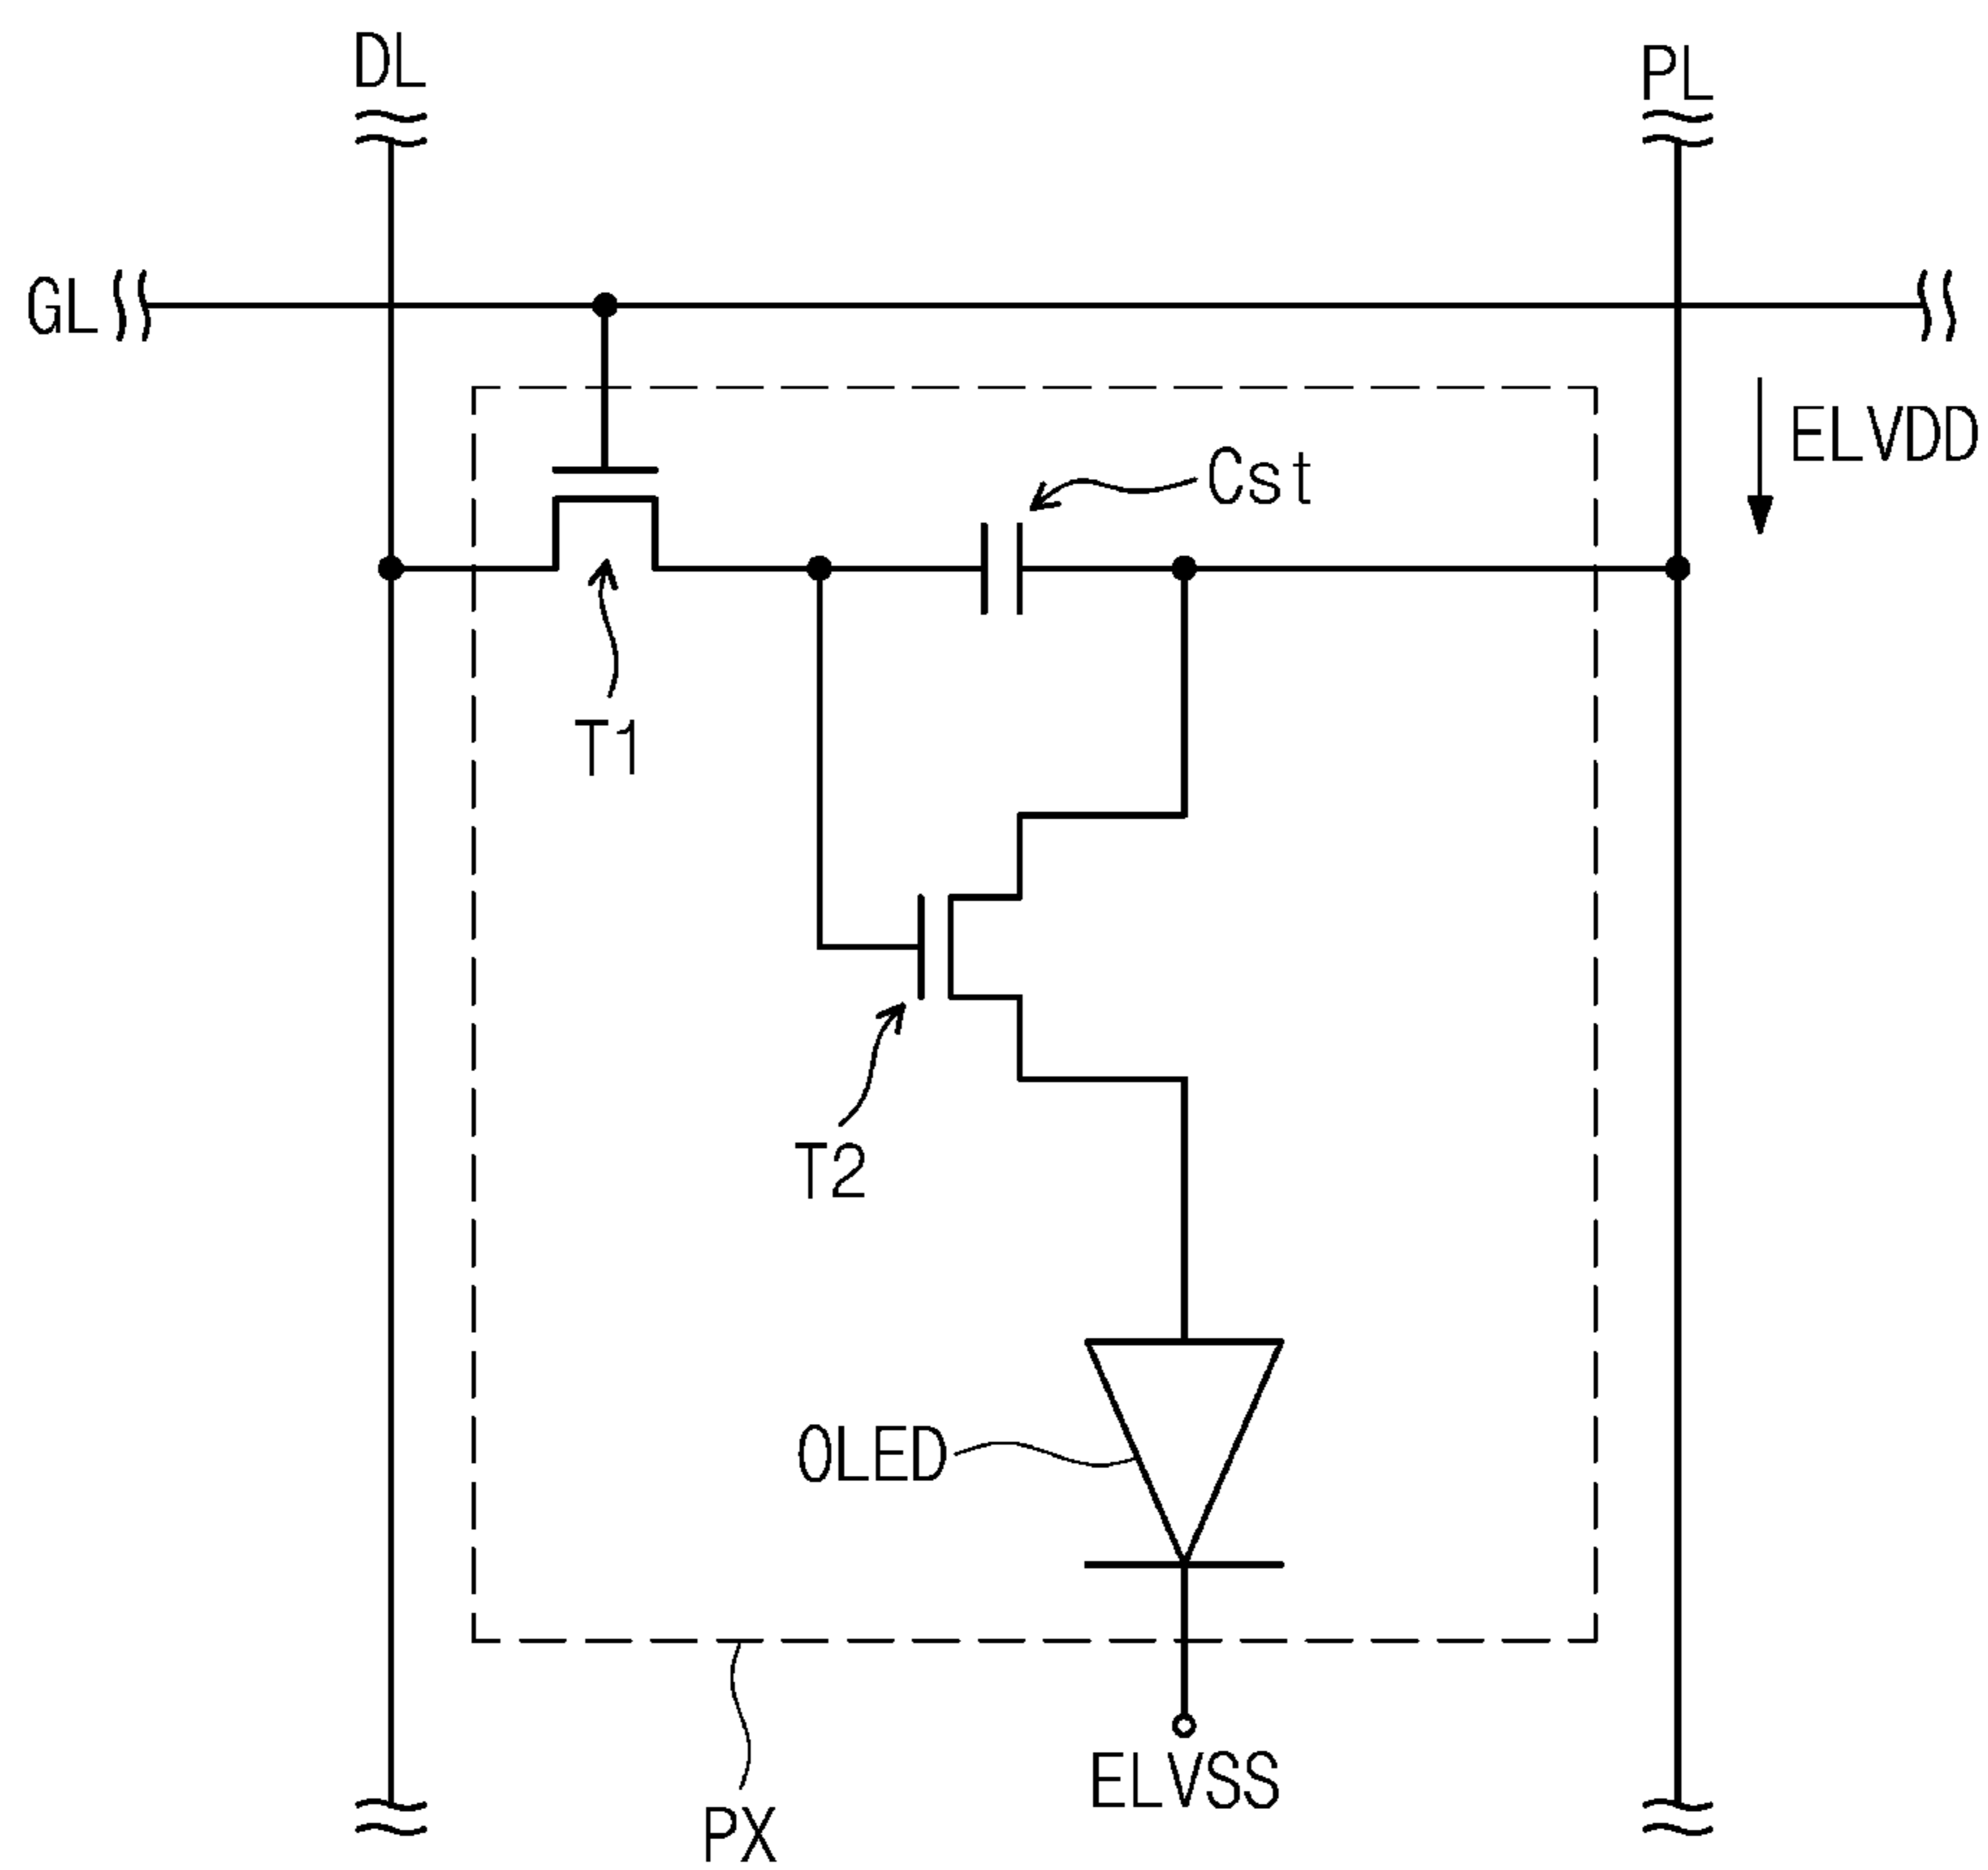 DL
PL
GL
ELVDD
Cst
T1
T2
OLED
ELVSS
PX